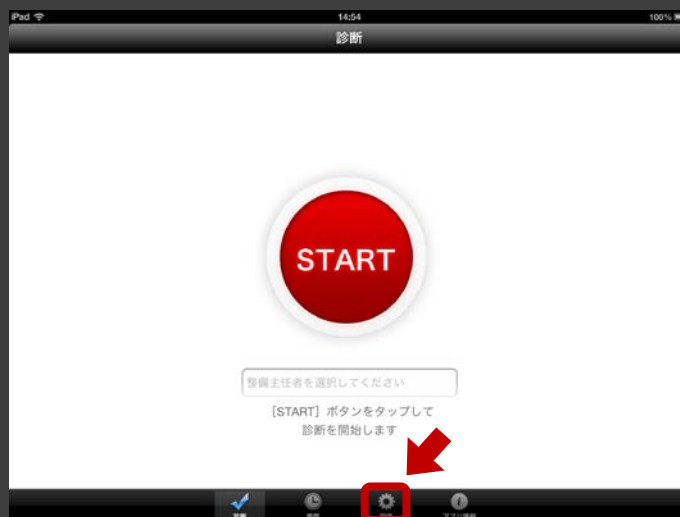 iPad 14:54 100%
診断
START
整備主任者を選択してください
［START］ボタンをタップして
診断を開始します